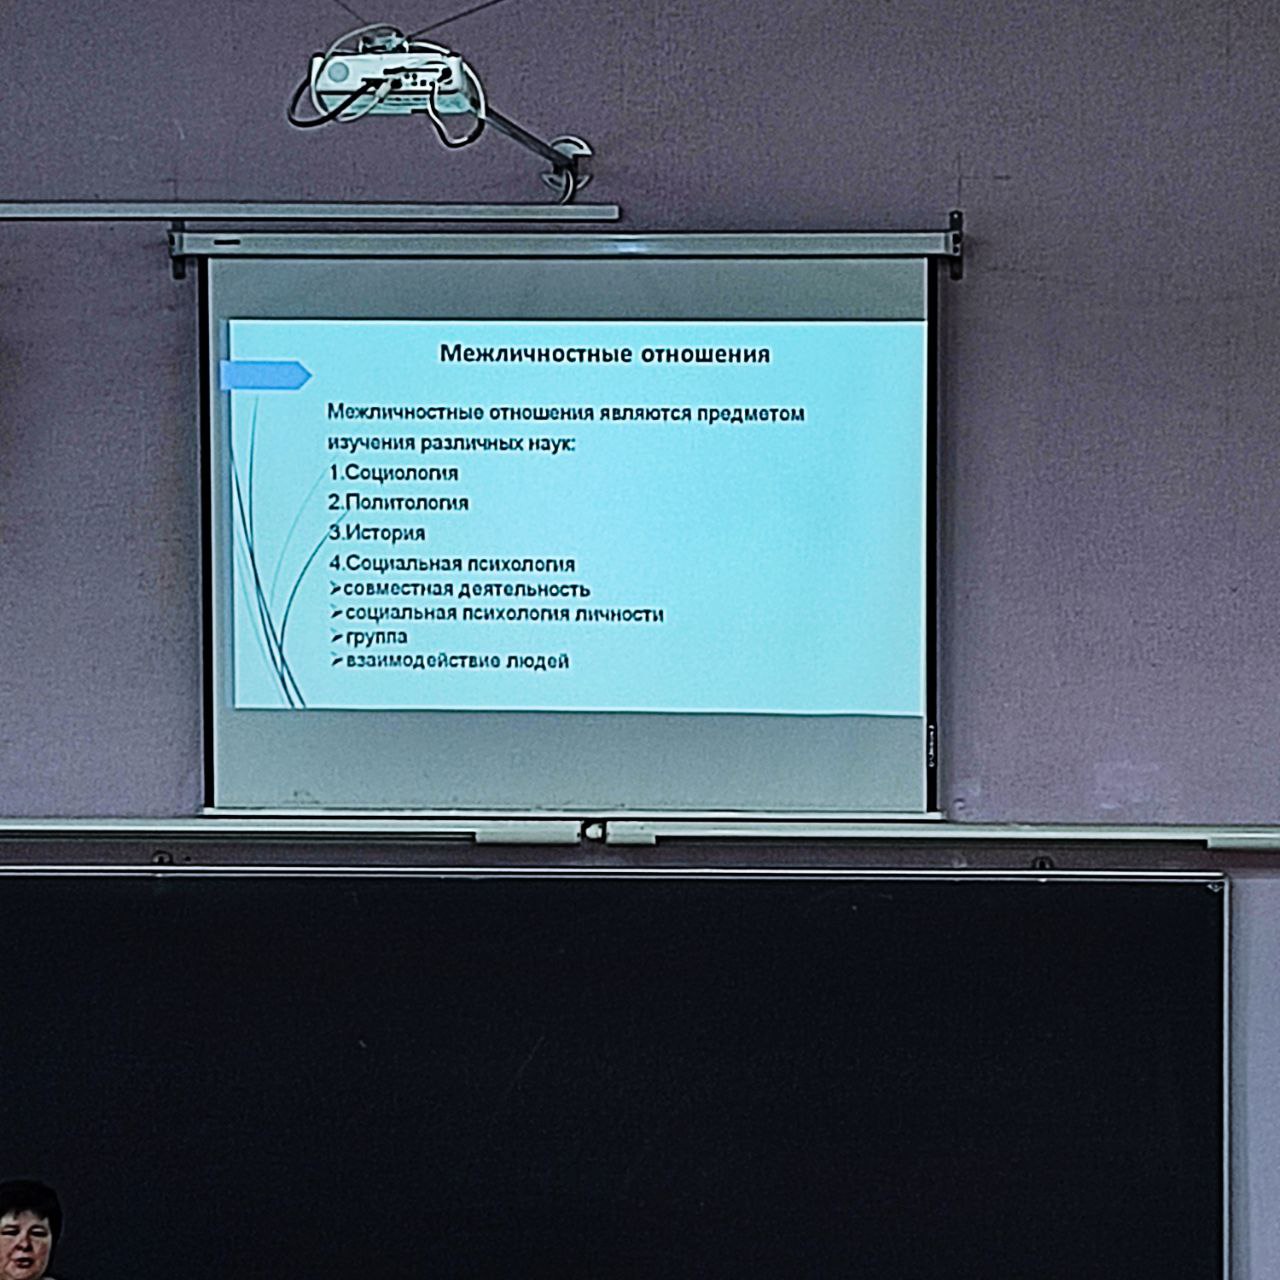 Межличностные отношения
Межличностные отношения являются предметом
изучения различных наук:
1.Социология
2.Политология
3.История
4.Социальная психология
➢совместная деятельность
➢социальная психология личности
➢группа
➢взаимодействие людей